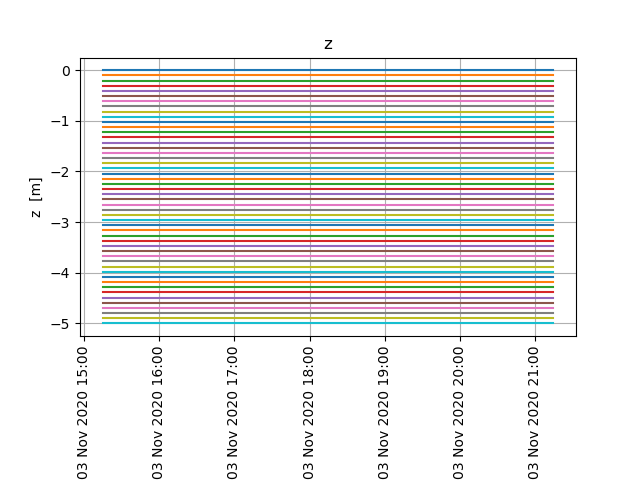 z
z [m]
0
−1
−2
−3
−4
−5
03 Nov 2020 15:00
03 Nov 2020 16:00
03 Nov 2020 17:00
03 Nov 2020 18:00
03 Nov 2020 19:00
03 Nov 2020 20:00
03 Nov 2020 21:00